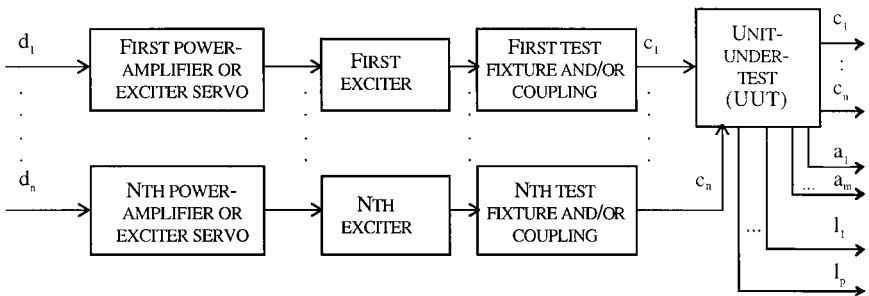 d₁
FIRST POWER-
AMPLIFIER OR
EXCITER SERVO
FIRST
EXCITER
FIRST TEST
FIXTURE AND/OR
COUPLING
c₁
UNIT-
UNDER-
TEST
(UUT)
c₁
cₙ
a₁
... aₘ
dₙ
NTH POWER-
AMPLIFIER OR
EXCITER SERVO
NTH
EXCITER
NTH TEST
FIXTURE AND/OR
COUPLING
cₙ
... l₁
lₚ